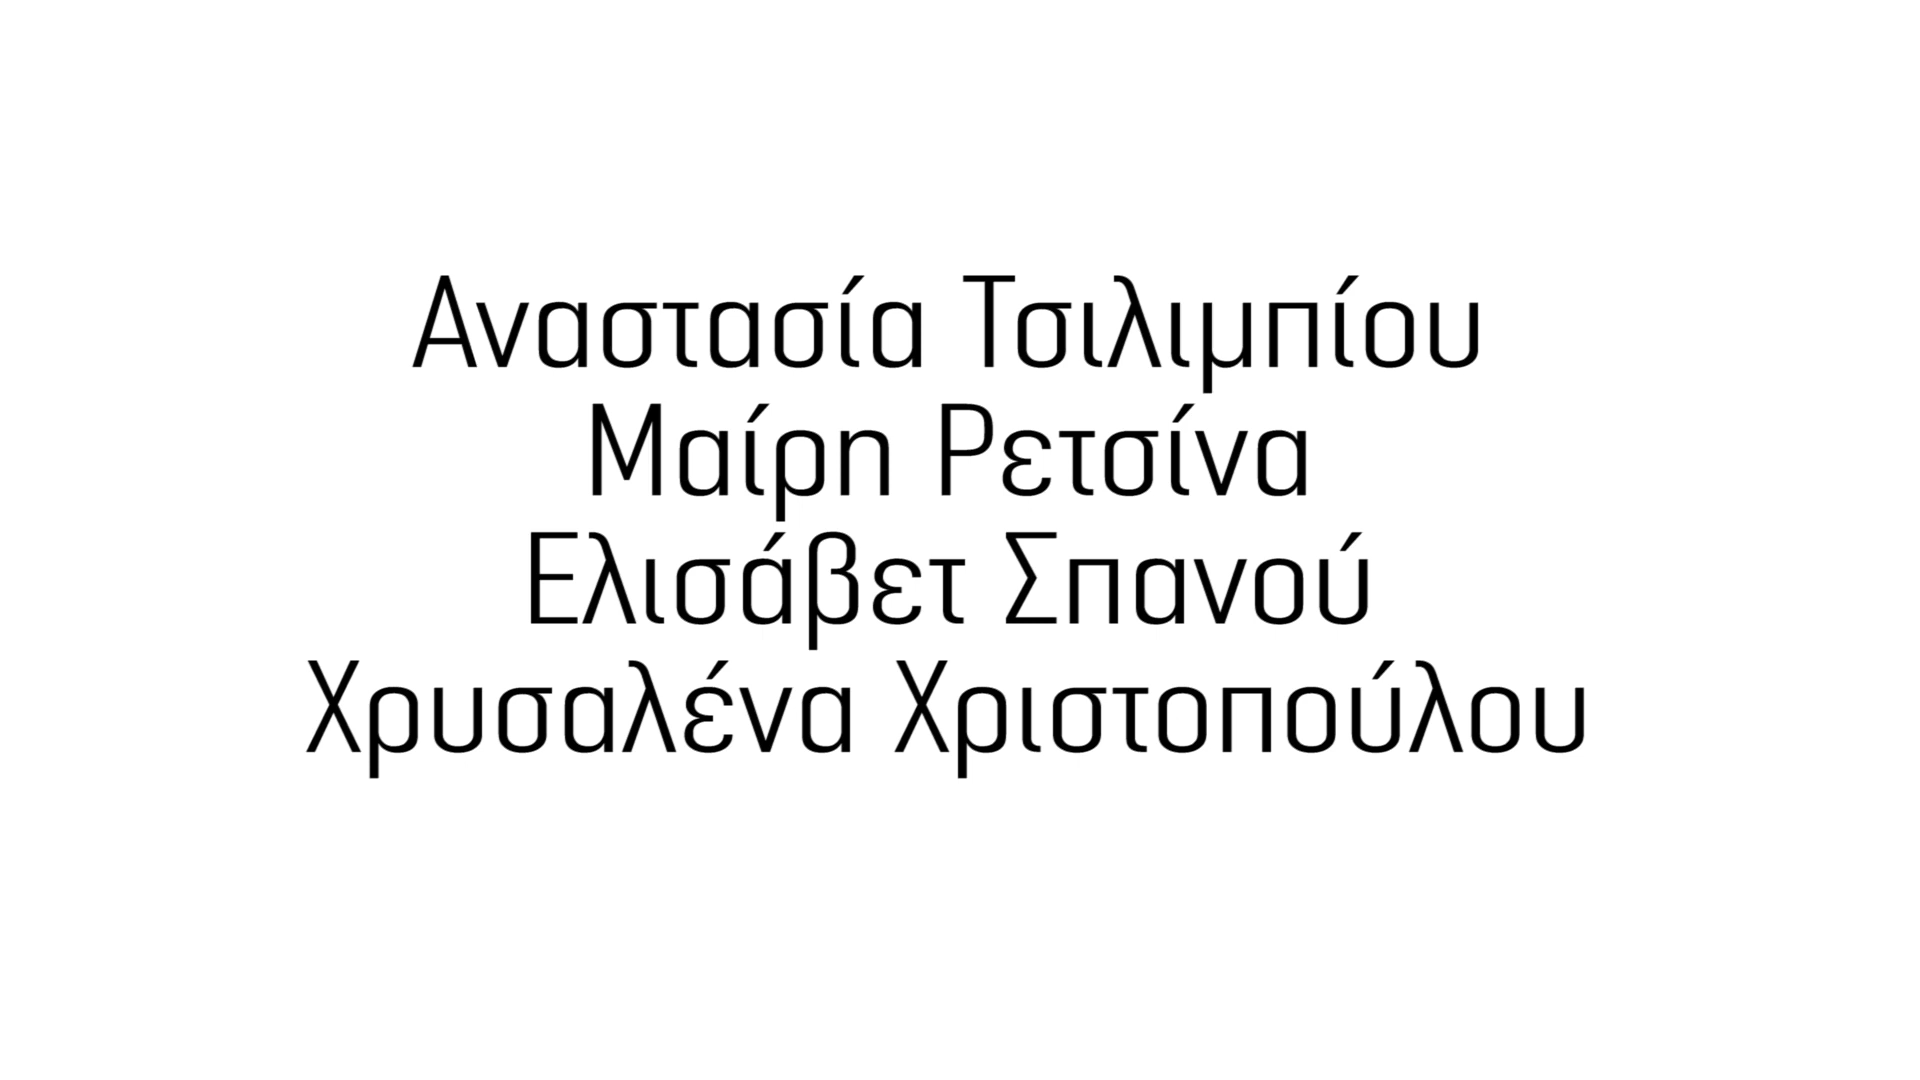 Αναστασία Τσιλιμπίου
Μαίρη Ρετσίνα
Ελισάβετ Σπανού
Χρυσαλένα Χριστοπούλου